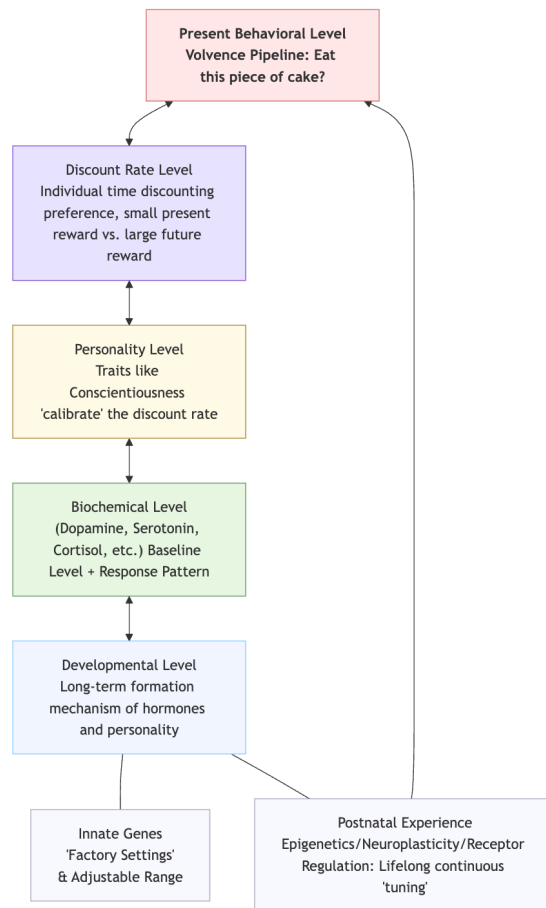 Present Behavioral Level
Volvence Pipeline: Eat
this piece of cake?
Discount Rate Level
Individual time discounting
preference, small present
reward vs. large future
reward
Personality Level
Traits like
Conscientiousness
'calibrate' the discount rate
Biochemical Level
(Dopamine, Serotonin,
Cortisol, etc.) Baseline
Level + Response Pattern
Developmental Level
Long-term formation
mechanism of hormones
and personality
Innate Genes
'Factory Settings'
& Adjustable Range
Postnatal Experience
Epigenetics/Neuroplasticity/Receptor
Regulation: Lifelong continuous
'tuning'